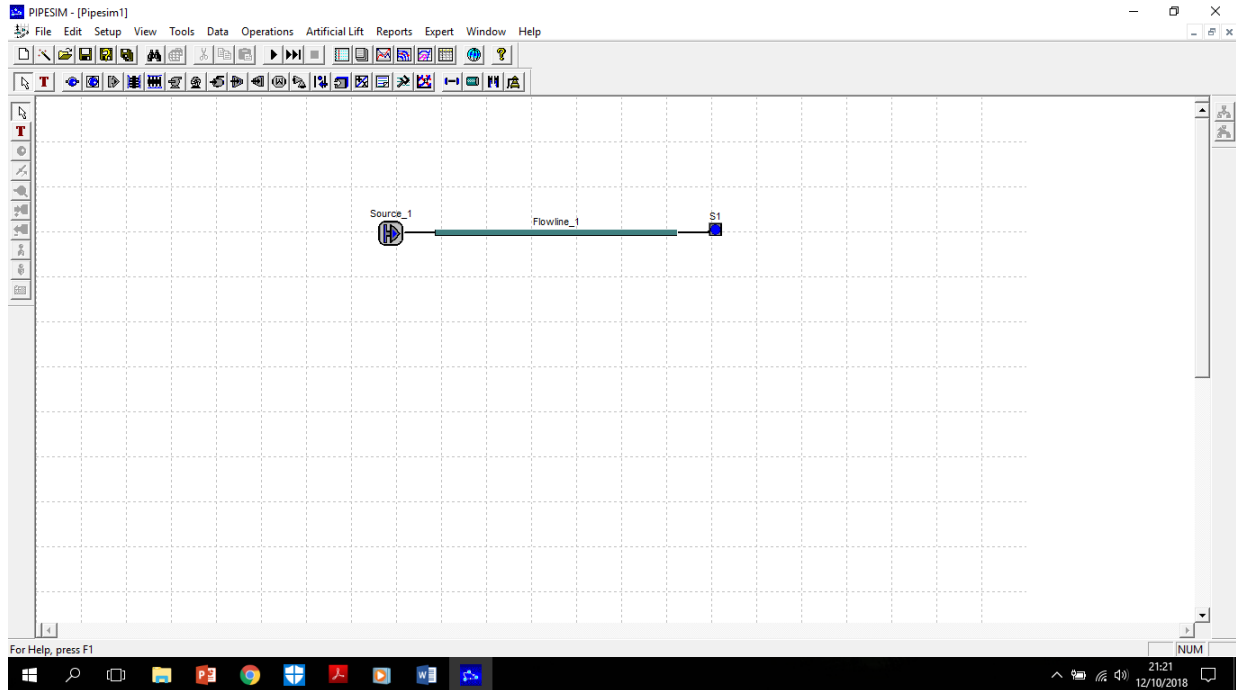 PIPESIM - [Pipesim1]
File Edit Setup View Tools Data Operations Artificial Lift Reports Expert Window Help
T
T
Source_1
Flowline_1
S1
For Help, press F1
NUM
21:21
12/10/2018